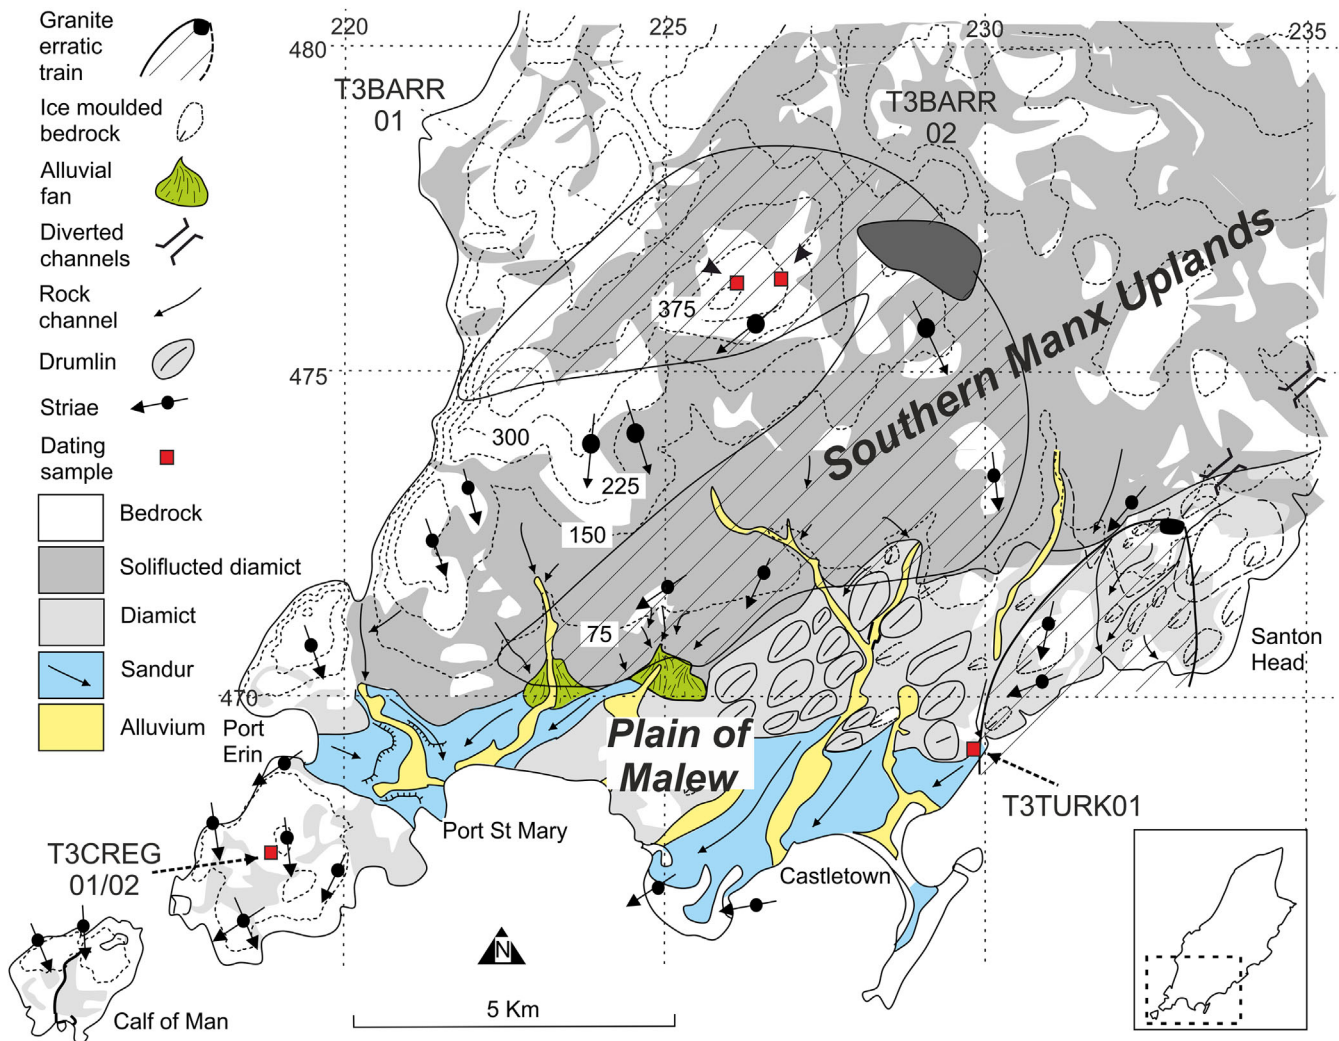 Granite
erratic
train
Ice moulded
bedrock
Alluvial
fan
Diverted
channels
Rock
channel
Drumlin
Striae
Dating
sample
Bedrock
Soliflucted diamict
Diamict
Sandur
Alluvium
220
225
230
235
480
475
470
T3BARR
01
T3BARR
02
375
300
225
150
75
Southern Manx Uplands
Plain of
Malew
Port
Erin
Port St Mary
Castletown
Santon
Head
T3TURK01
T3CREG
01/02
Calf of Man
N
5 Km